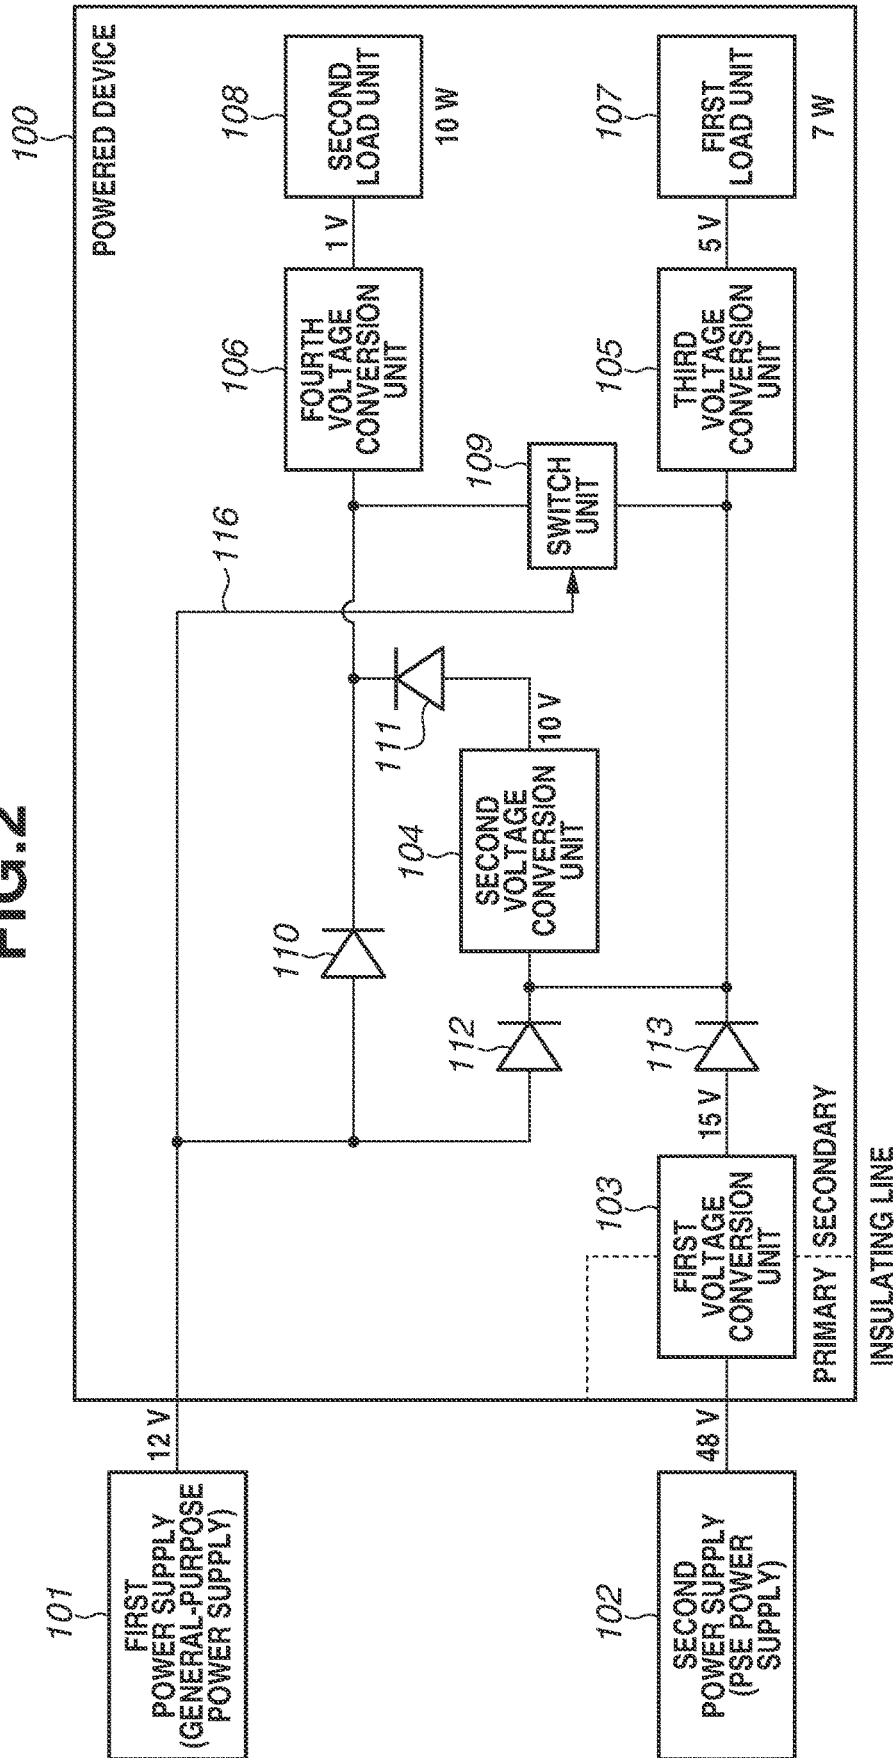 FIG.2
100
POWERED DEVICE
101
FIRST
POWER SUPPLY
(GENERAL-PURPOSE
POWER SUPPLY)
12 V
116
110
111
106
FOURTH
VOLTAGE
CONVERSION
UNIT
1 V
108
SECOND
LOAD UNIT
10 W
112
104
SECOND
VOLTAGE
CONVERSION
UNIT
10 V
109
SWITCH
UNIT
102
SECOND
POWER SUPPLY
(PSE POWER
SUPPLY)
48 V
103
FIRST
VOLTAGE
CONVERSION
UNIT
15 V
113
105
THIRD
VOLTAGE
CONVERSION
UNIT
5 V
107
FIRST
LOAD UNIT
7 W
PRIMARY
SECONDARY
INSULATING LINE